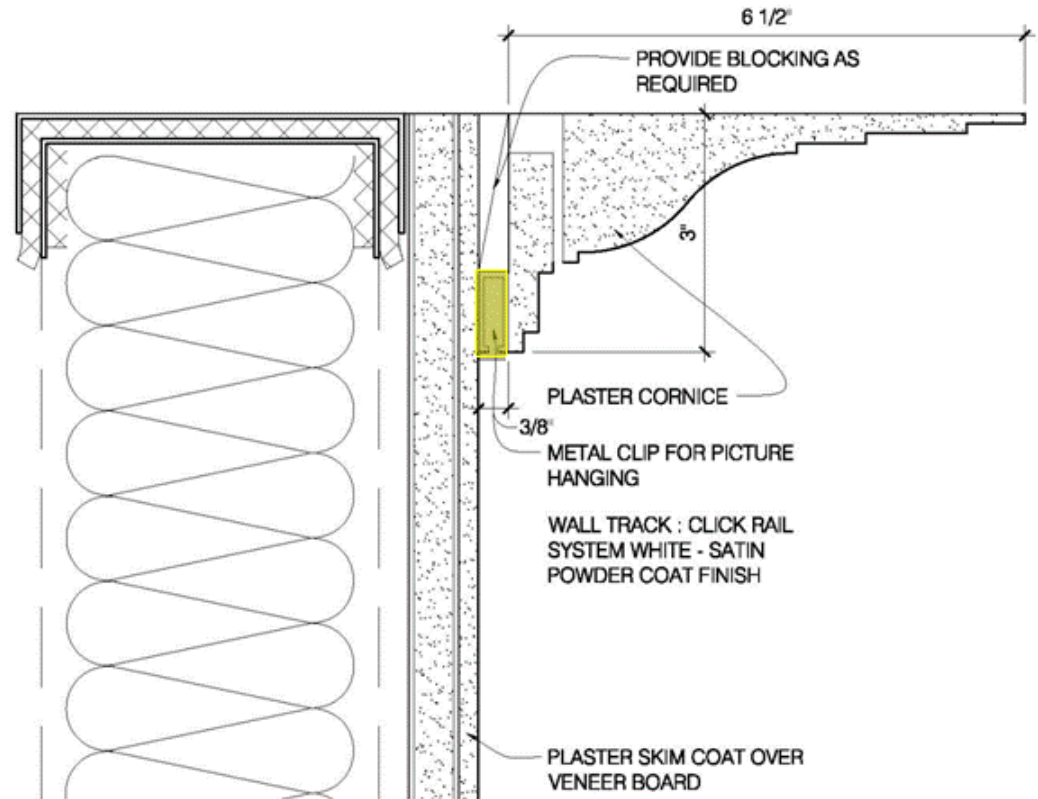 6 1/2"
PROVIDE BLOCKING AS
REQUIRED
3"
PLASTER CORNICE
3/8"
METAL CLIP FOR PICTURE
HANGING
WALL TRACK : CLICK RAIL
SYSTEM WHITE - SATIN
POWDER COAT FINISH
PLASTER SKIM COAT OVER
VENEER BOARD